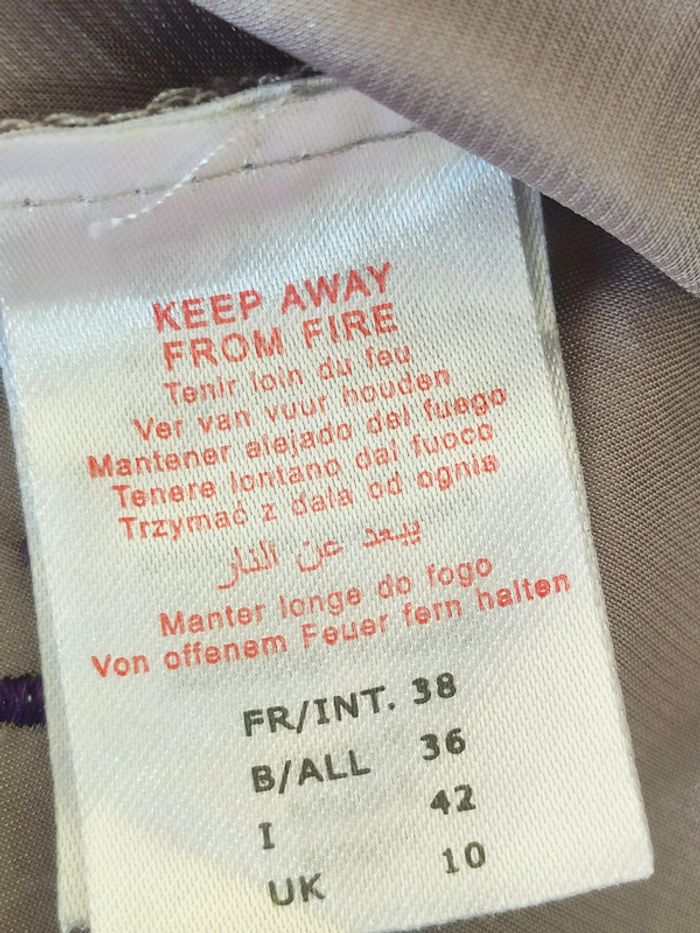 KEEP AWAY
FROM FIRE
Tenir loin du feu
Ver van vuur houden
Mantener alejado del fuego
Tenere lontano dal fuoco
Trzymać z dala od ognia
يبعد عن النار
Manter longe do fogo
Von offenem Feuer fern halten
FR/INT. 38
B/ALL 36
I 42
UK 10